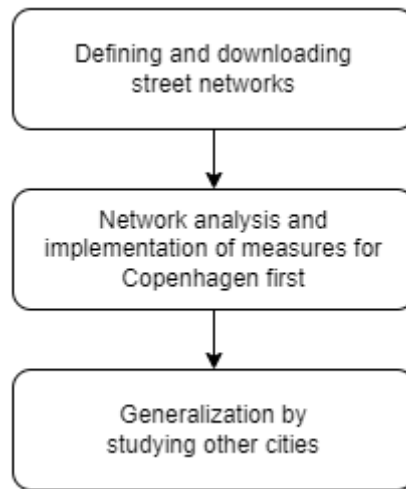 Defining and downloading
street networks
Network analysis and
implementation of measures for
Copenhagen first
Generalization by
studying other cities